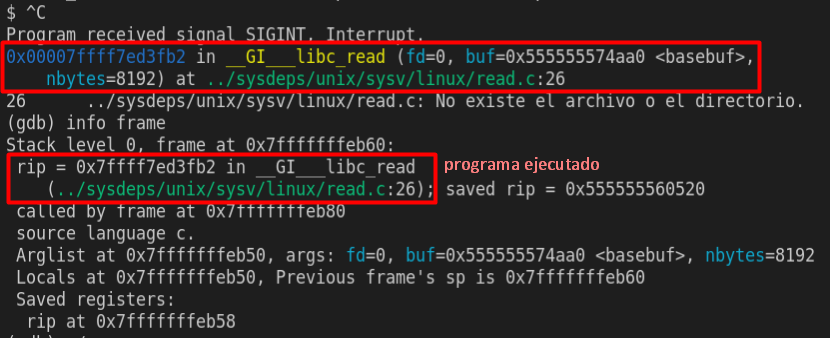 $ ^C
Program received signal SIGINT, Interrupt.
0x00007ffff7ed3fb2 in __GI___libc_read (fd=0, buf=0x555555574aa0 <basebuf>,
nbytes=8192) at ../sysdeps/unix/sysv/linux/read.c:26
26 ../sysdeps/unix/sysv/linux/read.c: No existe el archivo o el directorio.
(gdb) info frame
Stack level 0, frame at 0x7fffffffeb60:
rip = 0x7ffff7ed3fb2 in __GI___libc_read programa ejecutado
(../sysdeps/unix/sysv/linux/read.c:26); saved rip = 0x555555560520
called by frame at 0x7fffffffeb80
source language c.
Arglist at 0x7fffffffeb50, args: fd=0, buf=0x555555574aa0 <basebuf>, nbytes=8192
Locals at 0x7fffffffeb50, Previous frame's sp is 0x7fffffffeb60
Saved registers:
rip at 0x7fffffffeb58